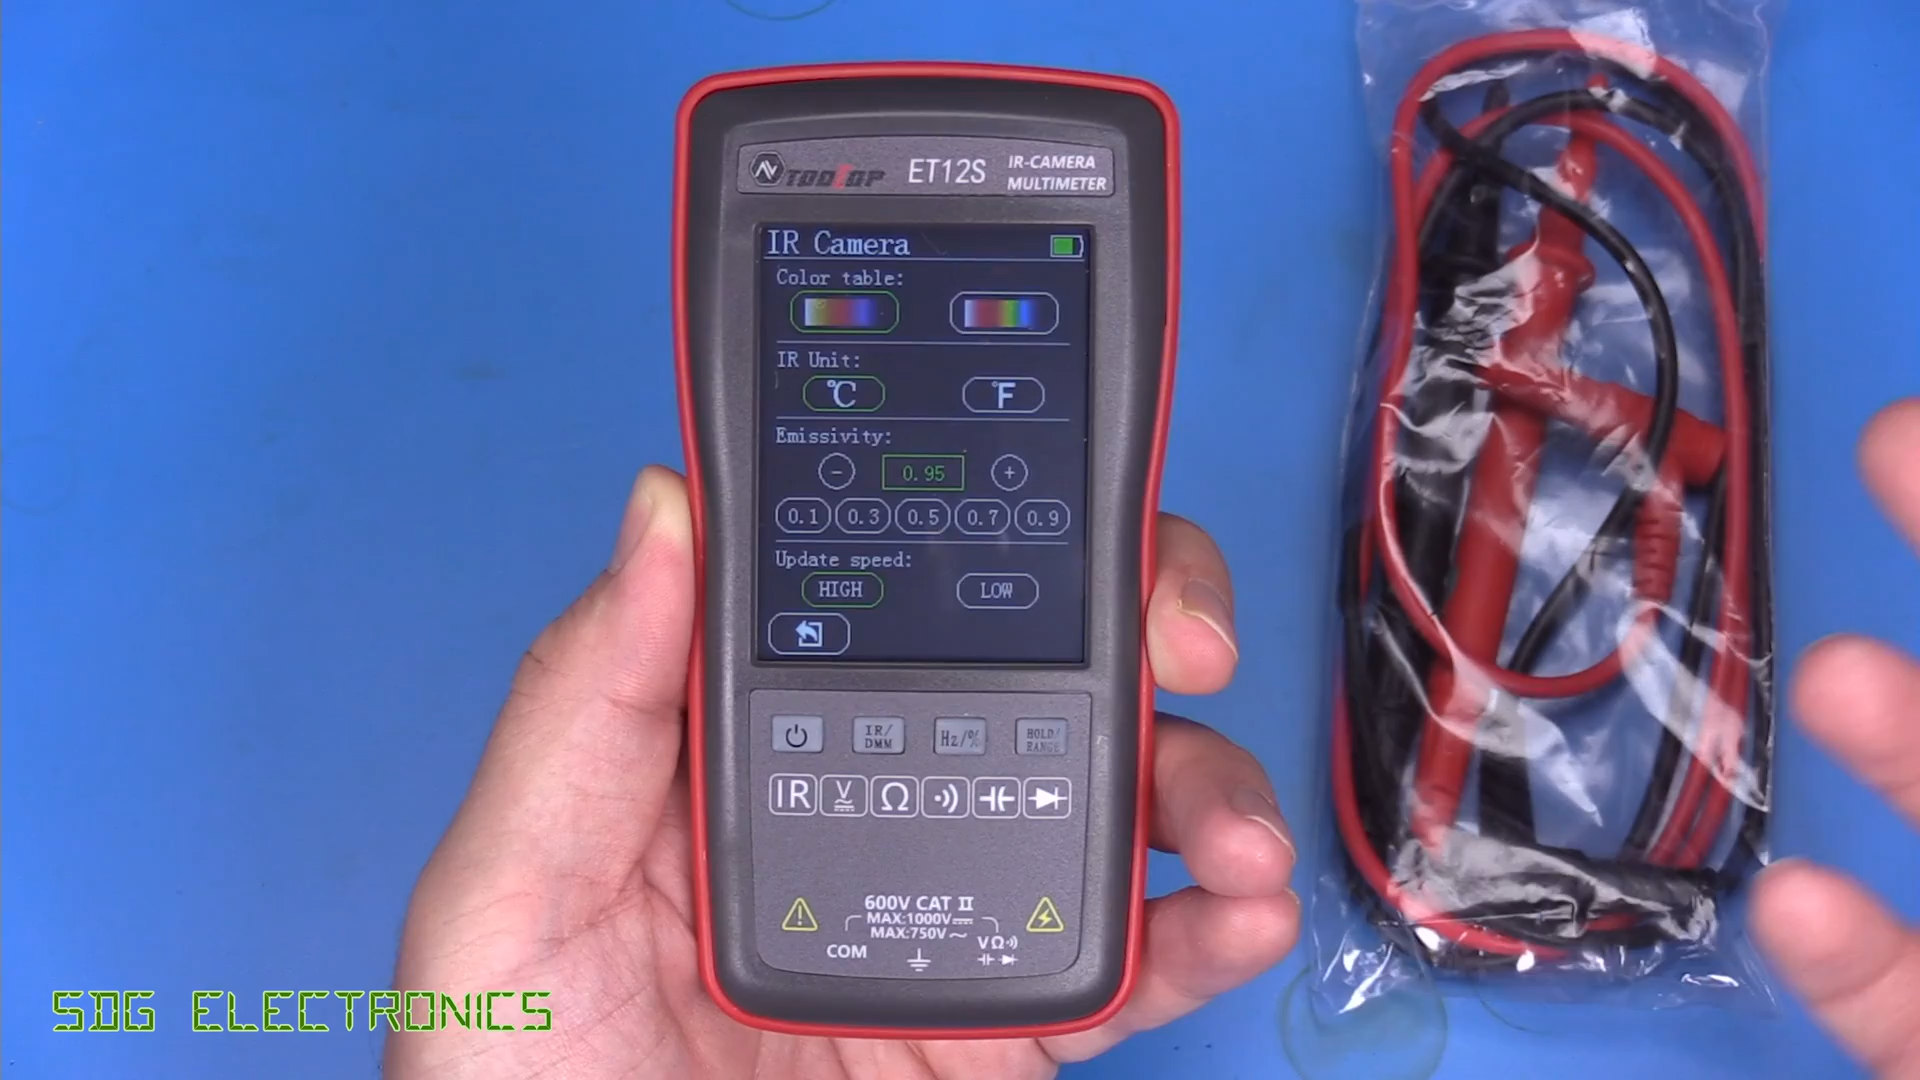 TOOLTOP ET12S IR-CAMERA
MULTIMETER
IR Camera
Color table:
IR Unit:
℃ ℉
Emissivity:
- 0.95 +
0.1 0.3 0.5 0.7 0.9
Update speed:
HIGH LOW
IR/
DMM
Hz/%
HOLD/
RANGE
IR V Ω
600V CAT II
MAX:1000V
MAX:750V
COM
VΩ
SDG ELECTRONICS